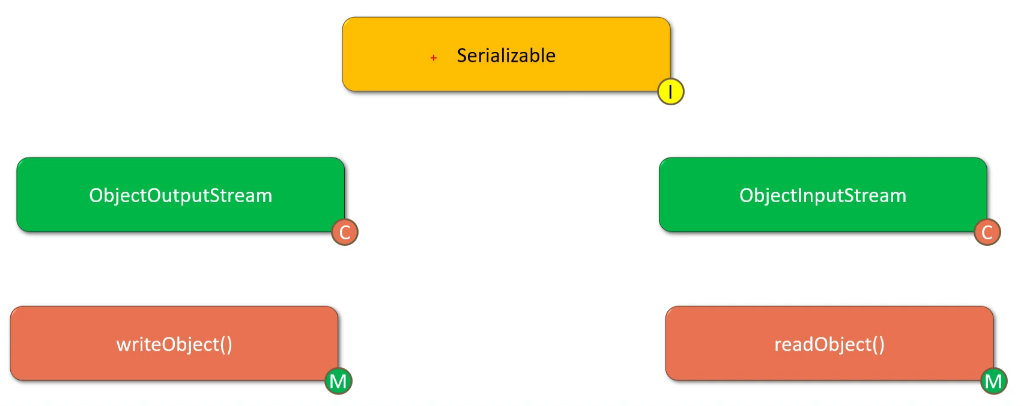 Serializable
I
ObjectOutputStream
C
ObjectInputStream
C
writeObject()
M
readObject()
M